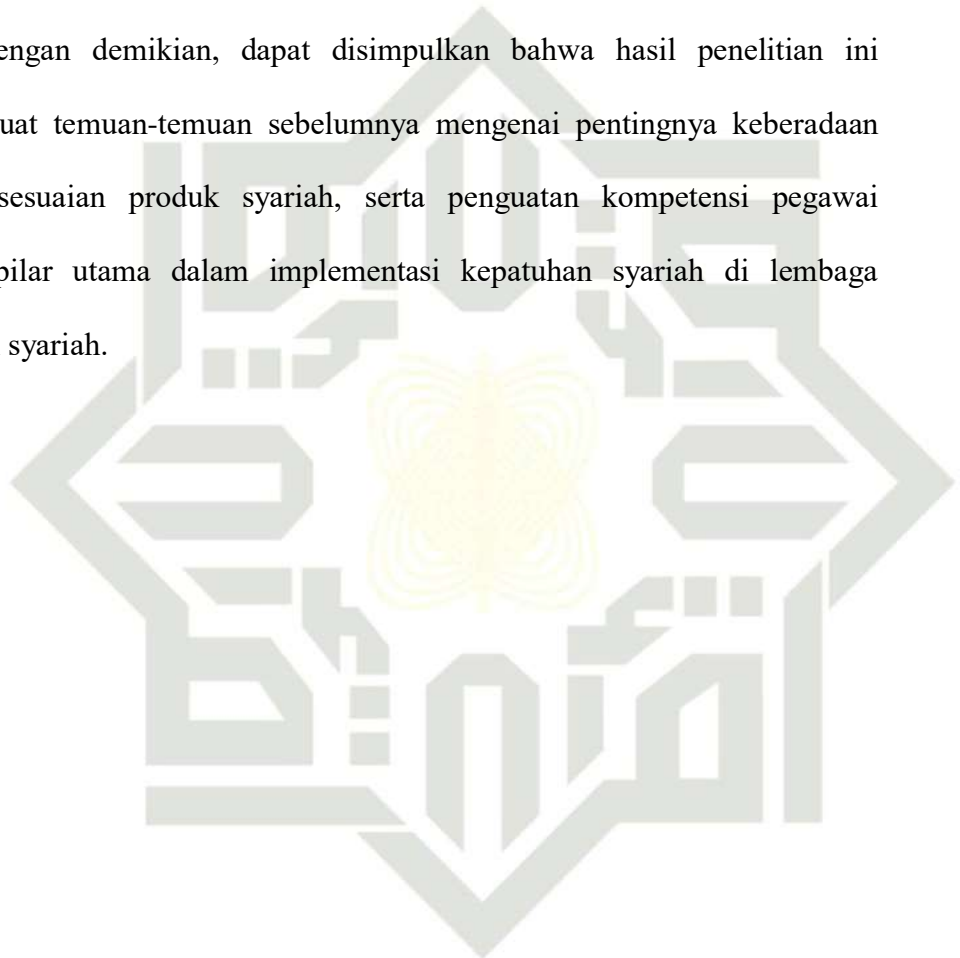 engan demikian, dapat disimpulkan bahwa hasil penelitian ini
uat temuan-temuan sebelumnya mengenai pentingnya keberadaan
sesuaian produk syariah, serta penguatan kompetensi pegawai
pilar utama dalam implementasi kepatuhan syariah di lembaga
syariah.